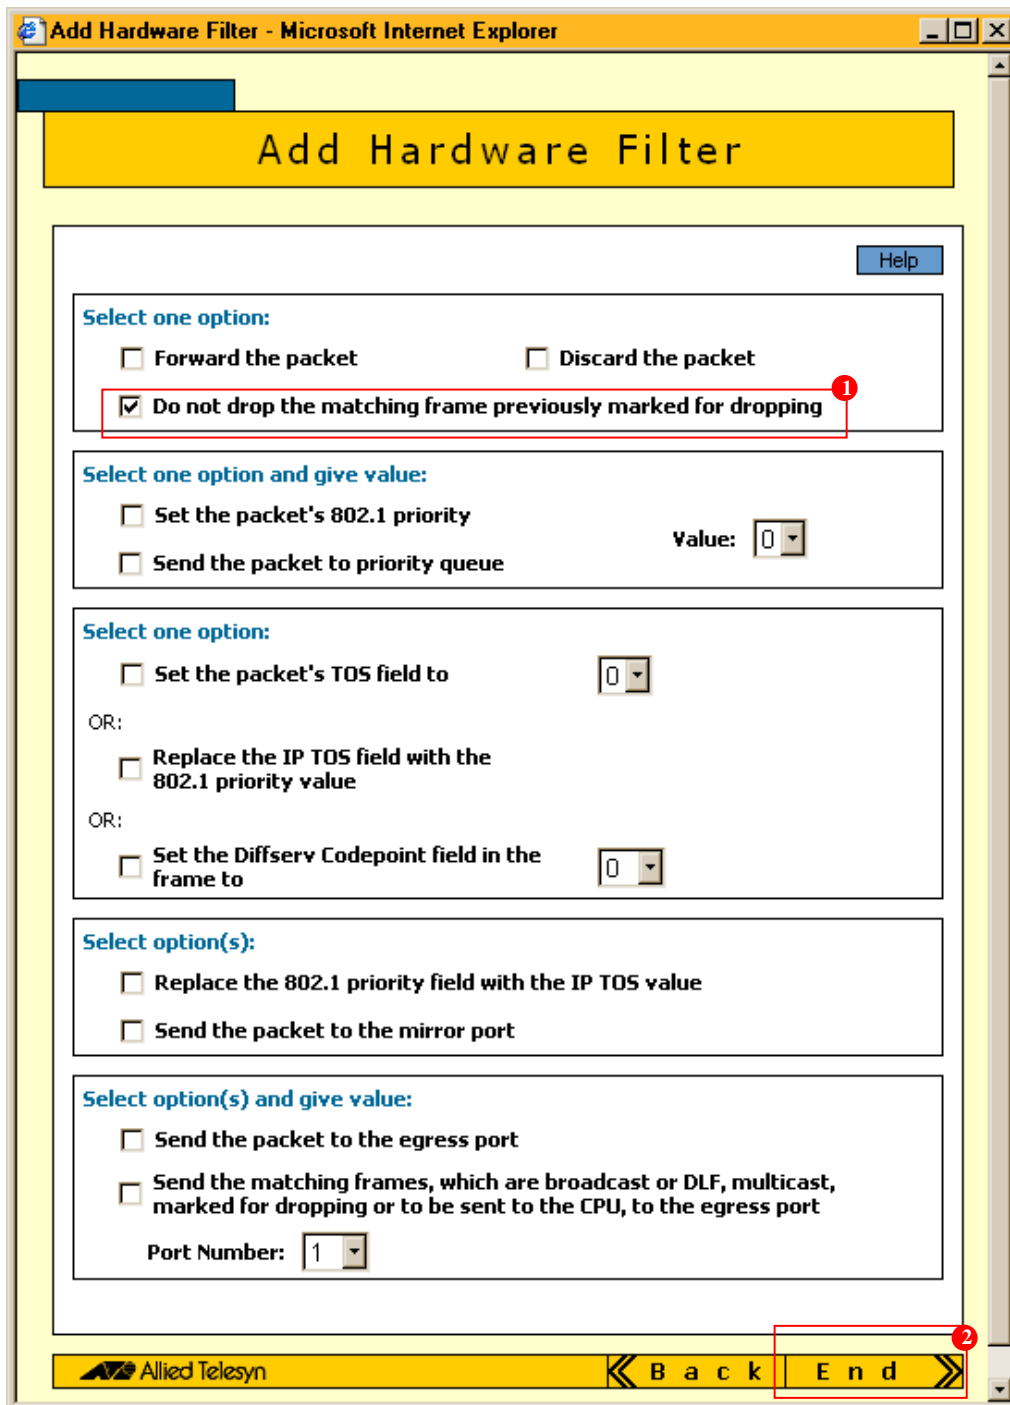 Add Hardware Filter - Microsoft Internet Explorer
Add Hardware Filter
Help
Select one option:
Forward the packet
Discard the packet
1
Do not drop the matching frame previously marked for dropping
Select one option and give value:
Set the packet's 802.1 priority
Value: 0
Send the packet to priority queue
Select one option:
Set the packet's TOS field to
0
OR:
Replace the IP TOS field with the
802.1 priority value
OR:
Set the Diffserv Codepoint field in the
frame to
0
Select option(s):
Replace the 802.1 priority field with the IP TOS value
Send the packet to the mirror port
Select option(s) and give value:
Send the packet to the egress port
Send the matching frames, which are broadcast or DLF, multicast,
marked for dropping or to be sent to the CPU, to the egress port
Port Number: 1
2
Allied Telesyn
Back
End